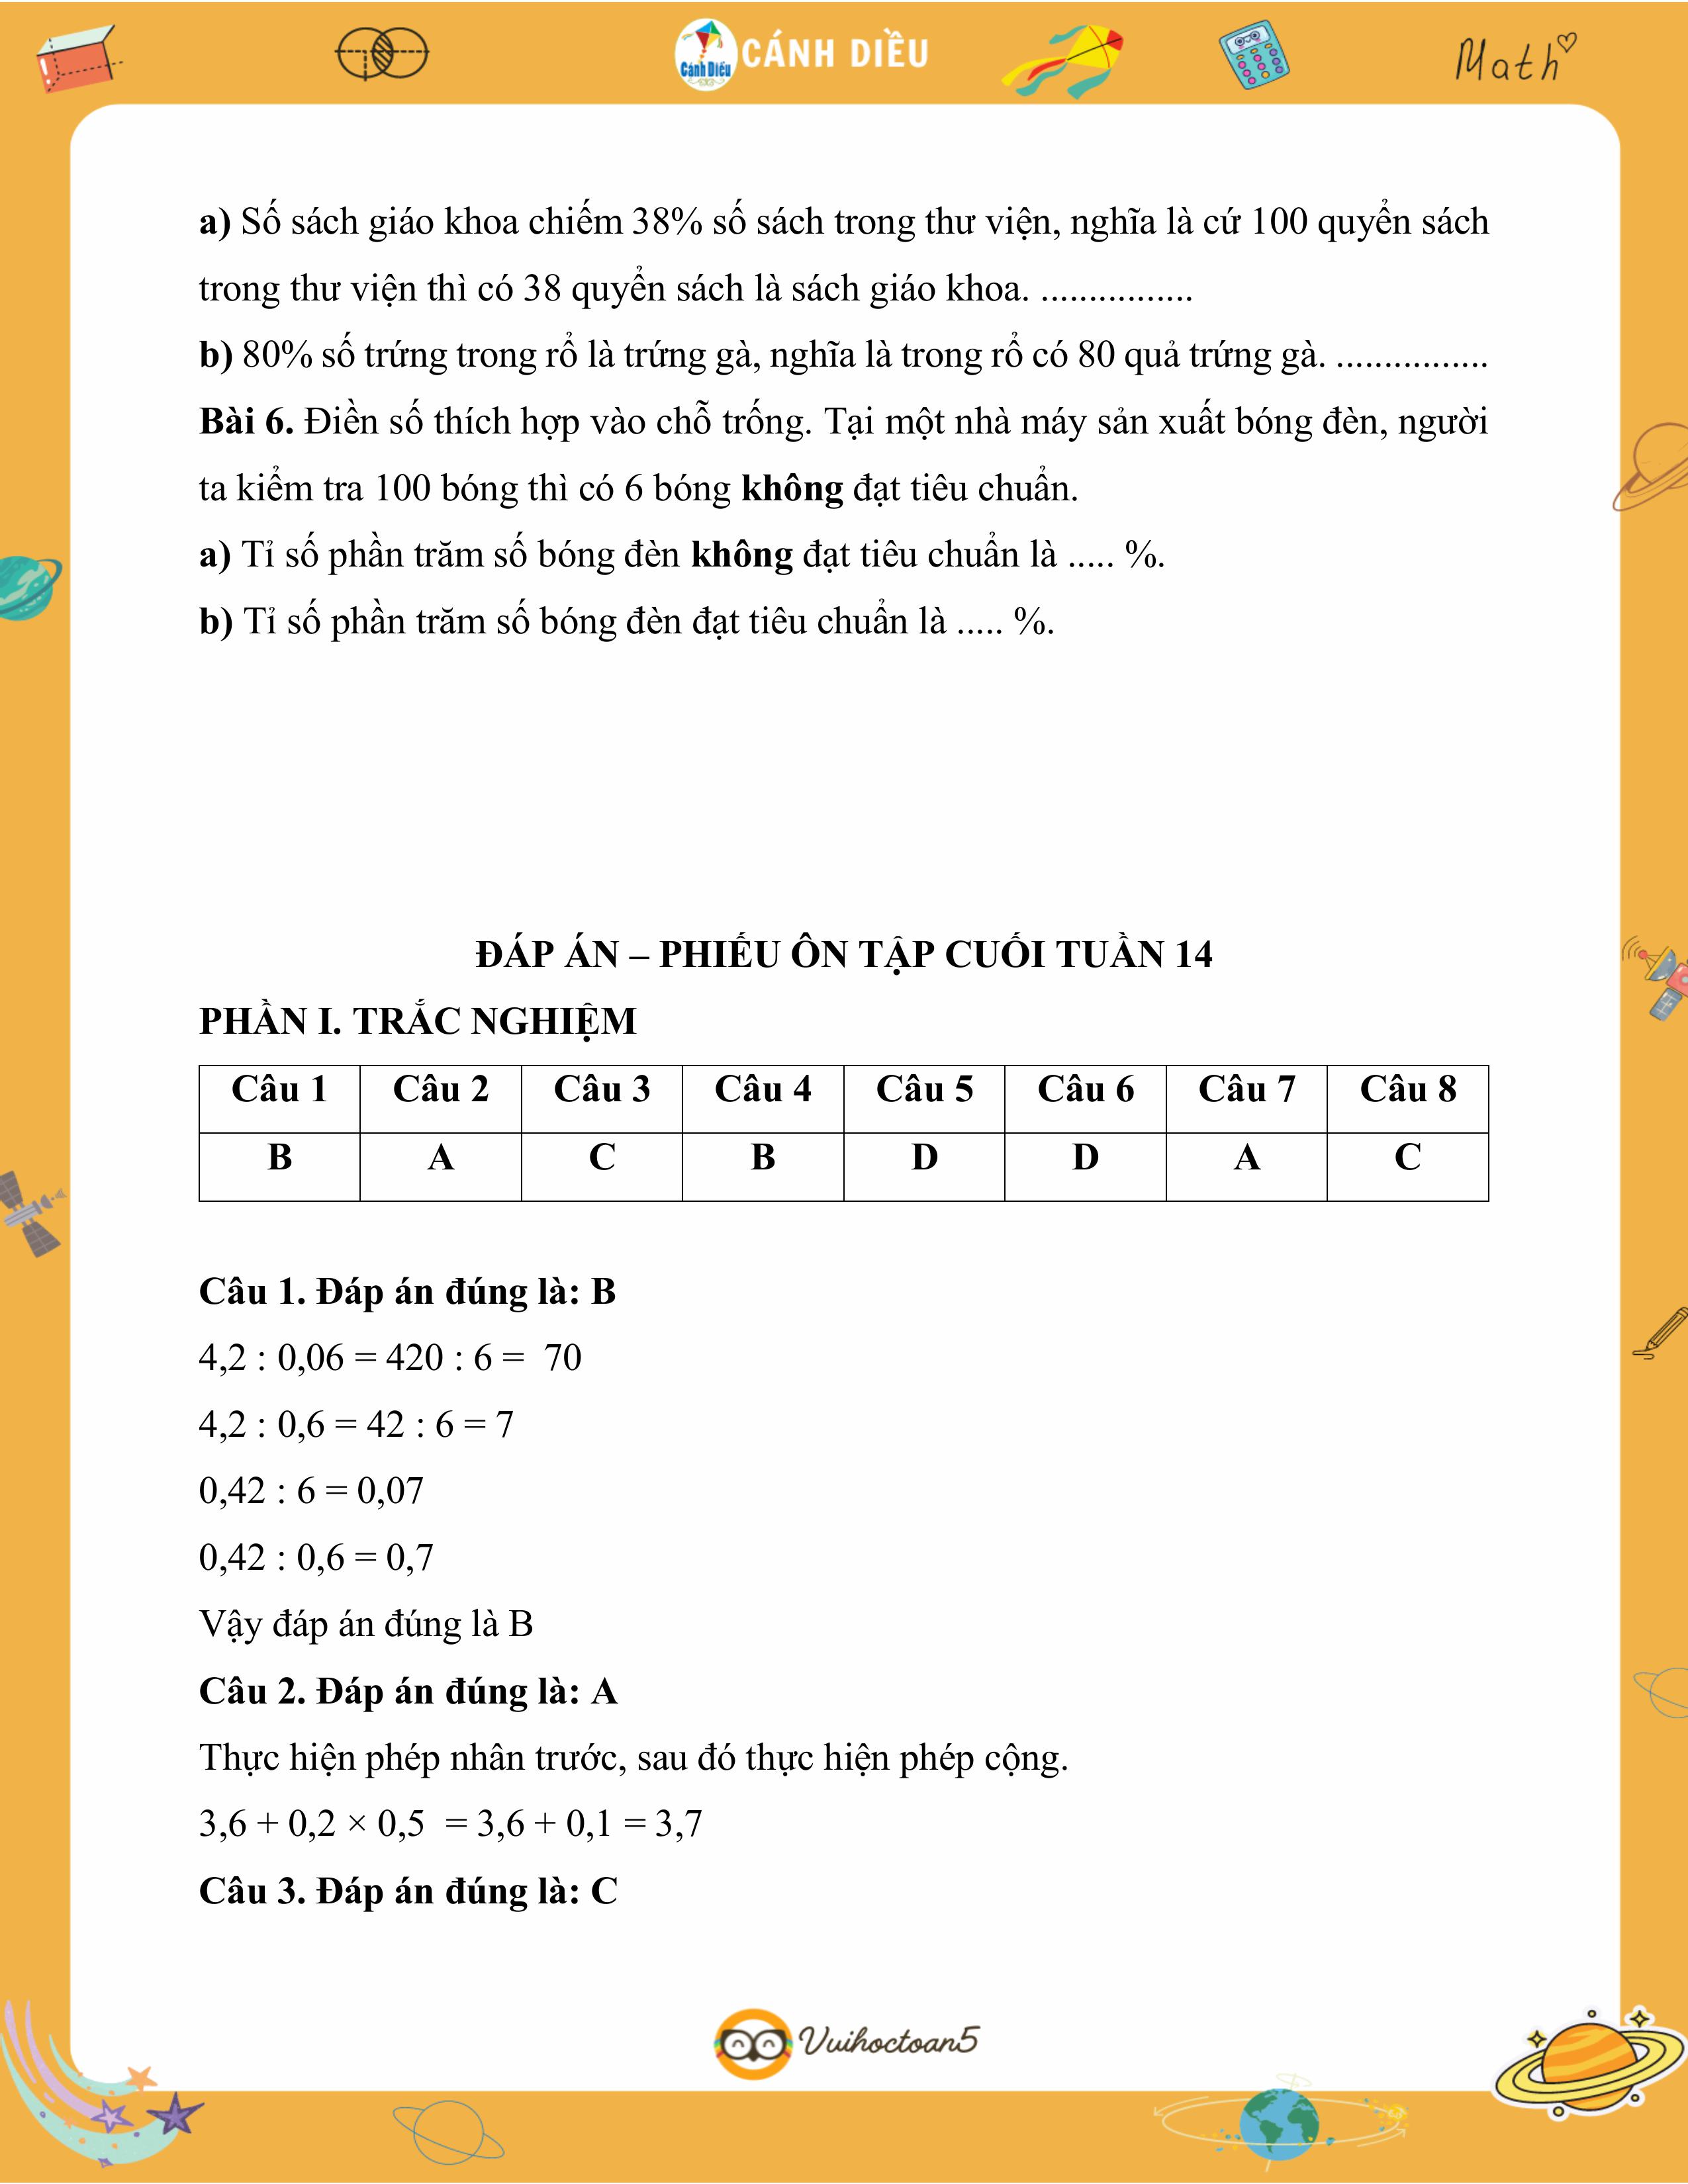 Cánh Diều
CÁNH DIỀU
Math
a) Số sách giáo khoa chiếm 38% số sách trong thư viện, nghĩa là cứ 100 quyển sách
trong thư viện thì có 38 quyển sách là sách giáo khoa. ................
b) 80% số trứng trong rổ là trứng gà, nghĩa là trong rổ có 80 quả trứng gà. ................
Bài 6. Điền số thích hợp vào chỗ trống. Tại một nhà máy sản xuất bóng đèn, người
ta kiểm tra 100 bóng thì có 6 bóng không đạt tiêu chuẩn.
a) Tỉ số phần trăm số bóng đèn không đạt tiêu chuẩn là ..... %.
b) Tỉ số phần trăm số bóng đèn đạt tiêu chuẩn là ..... %.
ĐÁP ÁN – PHIẾU ÔN TẬP CUỐI TUẦN 14
PHẦN I. TRẮC NGHIỆM
Câu 1 Câu 2 Câu 3 Câu 4 Câu 5 Câu 6 Câu 7 Câu 8
B A C B D D A C
Câu 1. Đáp án đúng là: B
4,2 : 0,06 = 420 : 6 = 70
4,2 : 0,6 = 42 : 6 = 7
0,42 : 6 = 0,07
0,42 : 0,6 = 0,7
Vậy đáp án đúng là B
Câu 2. Đáp án đúng là: A
Thực hiện phép nhân trước, sau đó thực hiện phép cộng.
3,6 + 0,2 × 0,5 = 3,6 + 0,1 = 3,7
Câu 3. Đáp án đúng là: C
Vuihoctoan5